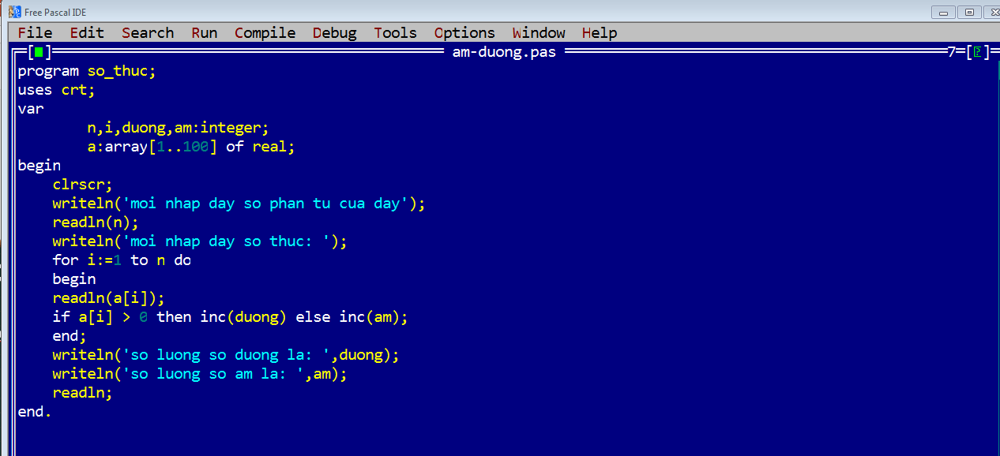 Free Pascal IDE
File Edit Search Run Compile Debug Tools Options Window Help
am-duong.pas 7
program so_thuc;
uses crt;
var
n,i,duong,am:integer;
a:array[1..100] of real;
begin
clrscr;
writeln('moi nhap day so phan tu cua day');
readln(n);
writeln('moi nhap day so thuc: ');
for i:=1 to n do
begin
readln(a[i]);
if a[i] > 0 then inc(duong) else inc(am);
end;
writeln('so luong so duong la: ',duong);
writeln('so luong so am la: ',am);
readln;
end.